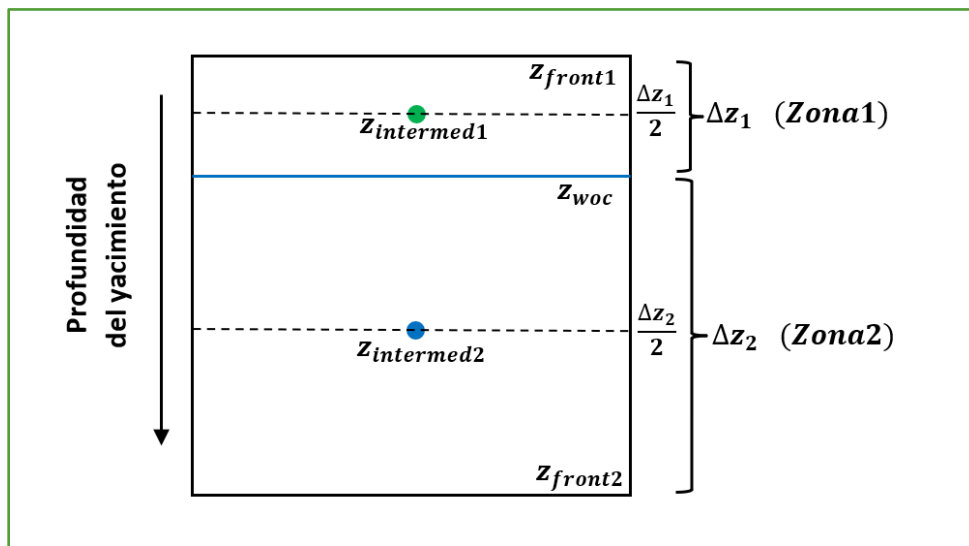 z_front1
Δz_1/2
Δz_1 (Zona1)
z_intermed1
z_woc
Profundidad
del yacimiento
Δz_2/2
Δz_2 (Zona2)
z_intermed2
z_front2